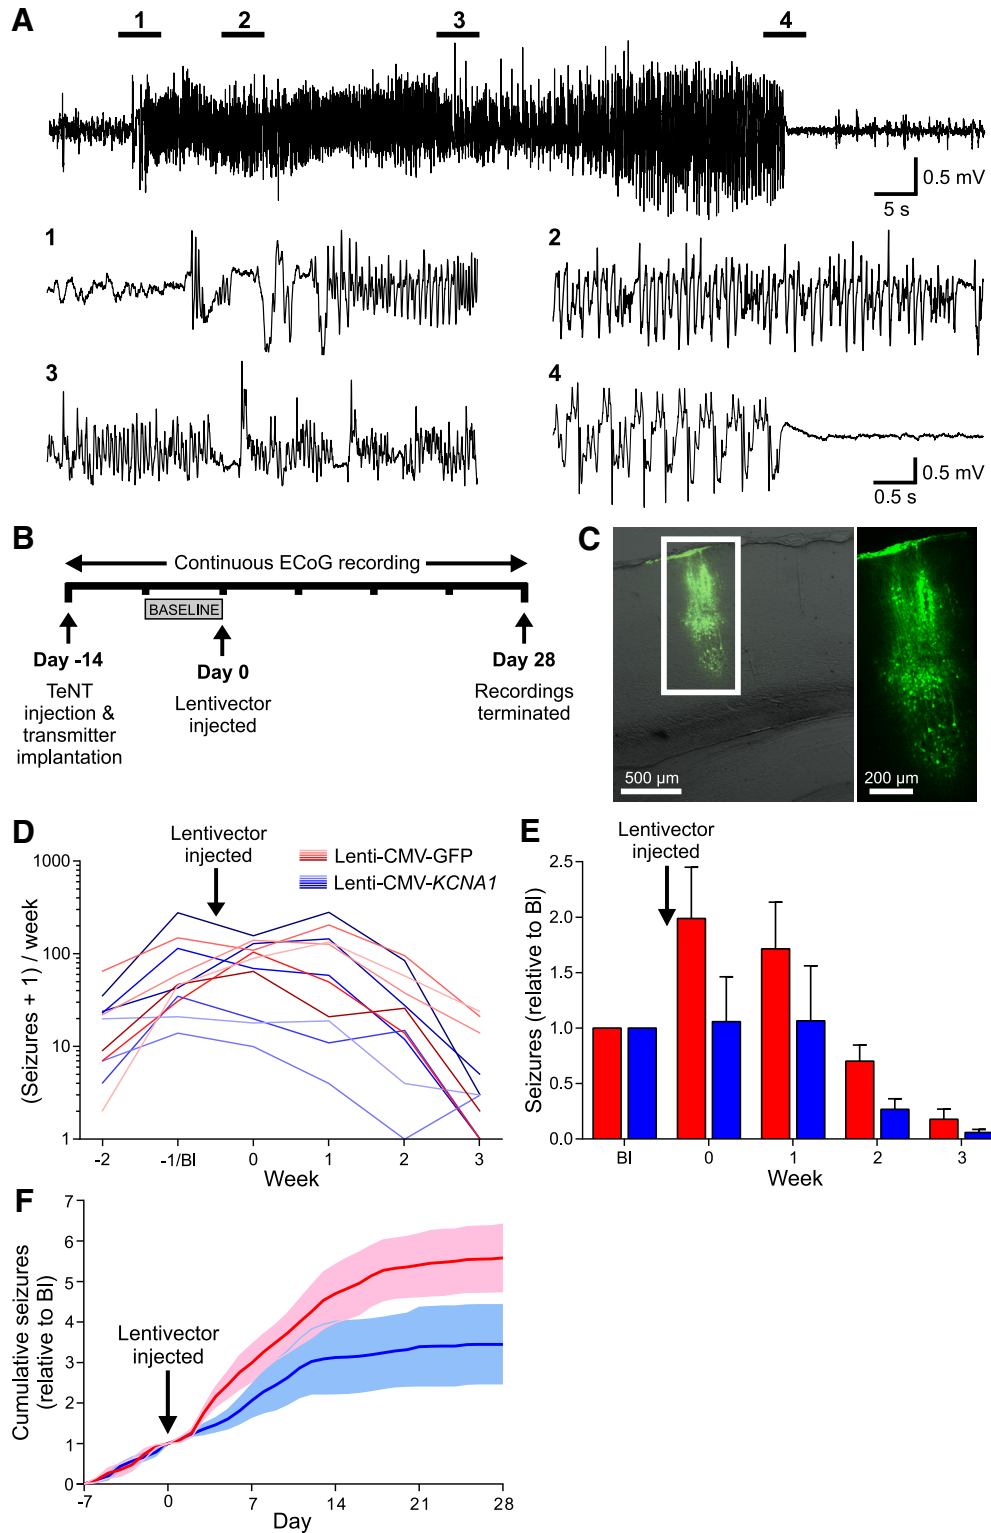 A
1
2
3
4
0.5 mV
5 s
1
2
3
4
0.5 mV
0.5 s
B
Continuous ECoG recording
BASELINE
Day -14
TeNT
injection &
transmitter
implantation
Day 0
Lentivector
injected
Day 28
Recordings
terminated
C
500 µm
200 µm
D
Lentivector
injected
Lenti-CMV-GFP
Lenti-CMV-KCNA1
(Seizures + 1) / week
1000
100
10
1
-2
-1/Bl
0
1
2
3
Week
E
Lentivector
injected
Seizures (relative to Bl)
2.5
2.0
1.5
1.0
0.5
0.0
Bl
0
1
2
3
Week
F
Lentivector
injected
Cumulative seizures
(relative to Bl)
7
6
5
4
3
2
1
0
-7
0
7
14
21
28
Day